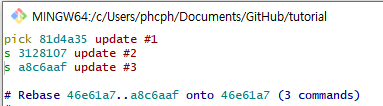 MINGW64:/c/Users/phcph/Documents/GitHub/tutorial
pick 81d4a35 update #1
s 3128107 update #2
s a8c6aaf update #3
# Rebase 46e61a7..a8c6aaf onto 46e61a7 (3 commands)